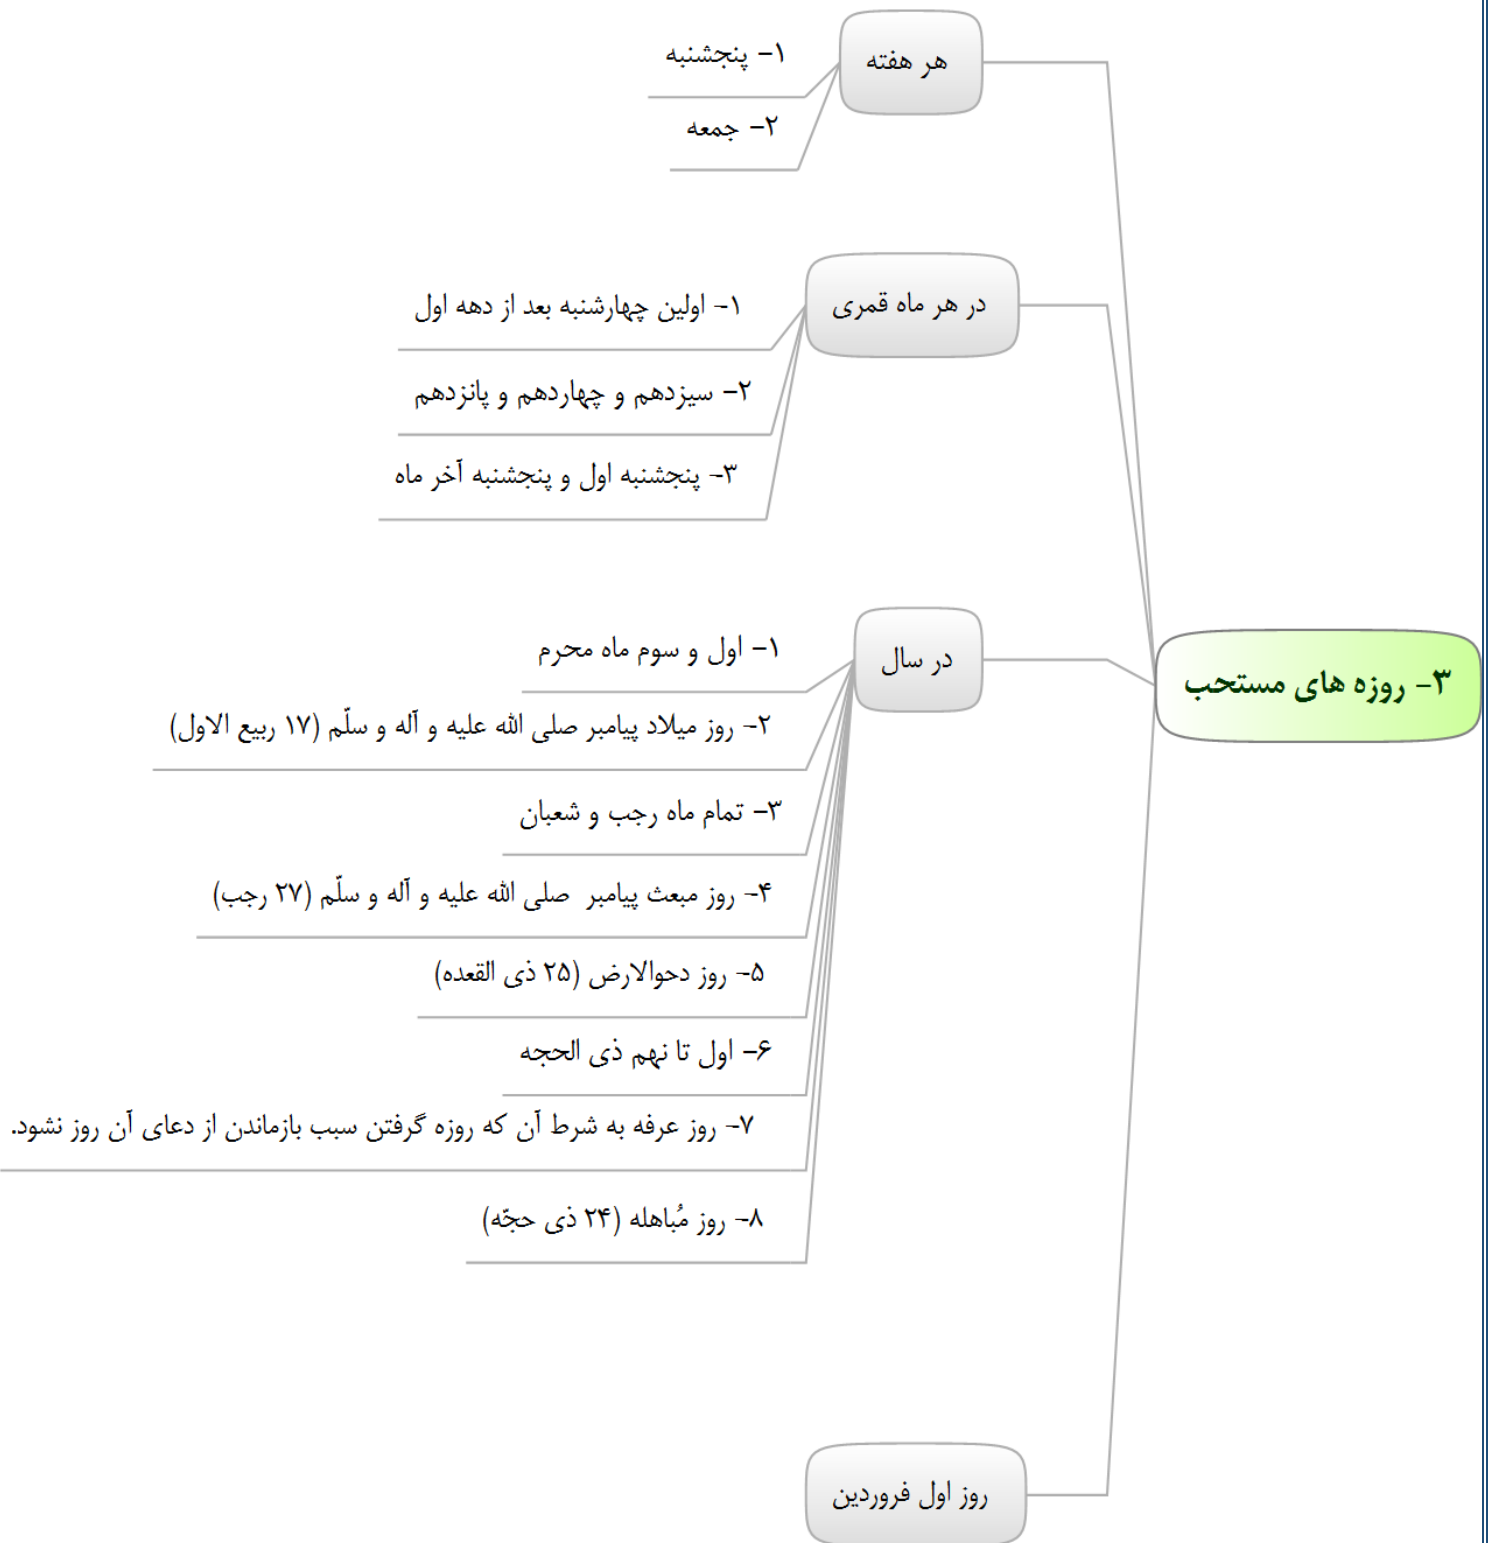 ۳- روزه های مستحب
هر هفته
۱- پنجشنبه
۲- جمعه
در هر ماه قمری
۱- اولین چهارشنبه بعد از دهه اول
۲- سیزدهم و چهاردهم و پانزدهم
۳- پنجشنبه اول و پنجشنبه آخر ماه
در سال
۱- اول و سوم ماه محرم
۲- روز میلاد پیامبر صلی الله علیه و آله و سلّم (۱۷ ربیع الاول)
۳- تمام ماه رجب و شعبان
۴- روز مبعث پیامبر صلی الله علیه و آله و سلّم (۲۷ رجب)
۵- روز دحوالارض (۲۵ ذی القعده)
۶- اول تا نهم ذی الحجه
۷- روز عرفه به شرط آن که روزه گرفتن سبب بازماندن از دعای آن روز نشود.
۸- روز مُباهله (۲۴ ذی حجّه)
روز اول فروردین